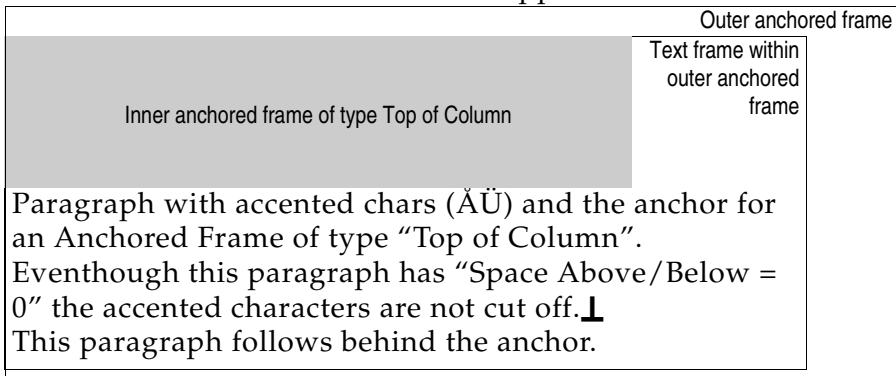 Outer anchored frame
Text frame within
outer anchored
frame
Inner anchored frame of type Top of Column
Paragraph with accented chars (ÅÜ) and the anchor for
an Anchored Frame of type “Top of Column”.
Eventhough this paragraph has “Space Above/Below =
0” the accented characters are not cut off.
This paragraph follows behind the anchor.